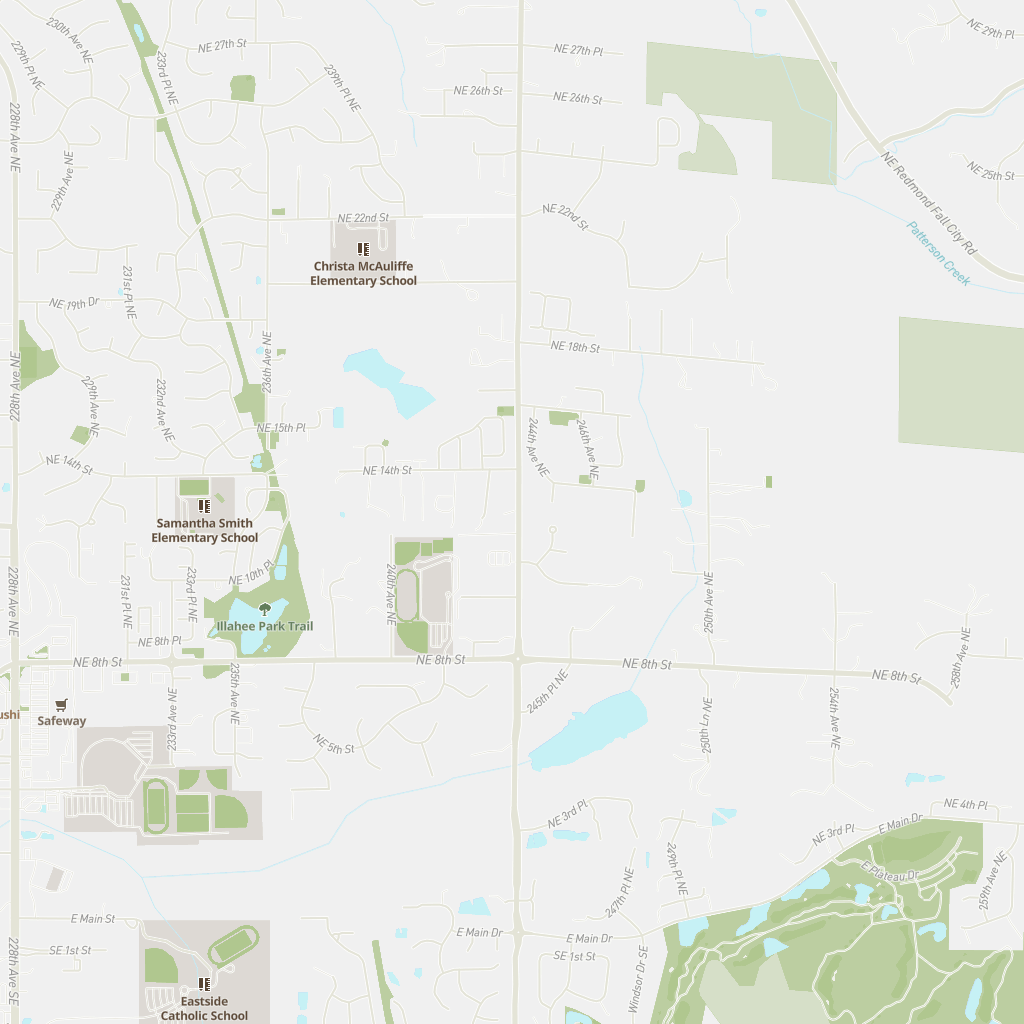 230th Ave NE
229th Pl NE
NE 27th St
233rd Pl NE
239th Pl NE
NE 27th Pl
NE 29th Pl
NE 26th St
NE 26th St
228th Ave NE
229th Ave NE
NE 25th St
NE Redmond Fall City Rd
NE 22nd St
NE 22nd St
Patterson Creek
Christa McAuliffe
Elementary School
231st Pl NE
NE 19th Dr
236th Ave NE
NE 18th St
228th Ave NE
229th Ave NE
232nd Ave NE
NE 15th Pl
244th Ave NE
246th Ave NE
NE 14th St
NE 14th St
Samantha Smith
Elementary School
NE 10th Pl
228th Ave NE
231st Pl NE
233rd Pl NE
240th Ave NE
250th Ave NE
Illahee Park Trail
NE 8th Pl
NE 8th St
NE 8th St
NE 8th St
NE 8th St
258th Ave NE
235th Ave NE
233rd Ave NE
245th Pl NE
250th Ln NE
254th Ave NE
ushi
Safeway
NE 5th St
NE 3rd Pl
NE 3rd Pl
E Main Dr
NE 4th Pl
249th Pl NE
247th Pl NE
E Plateau Dr
259th Ave NE
E Main St
E Main Dr
E Main Dr
SE 1st St
SE 1st St
228th Ave SE
Windsor Dr SE
Eastside
Catholic School